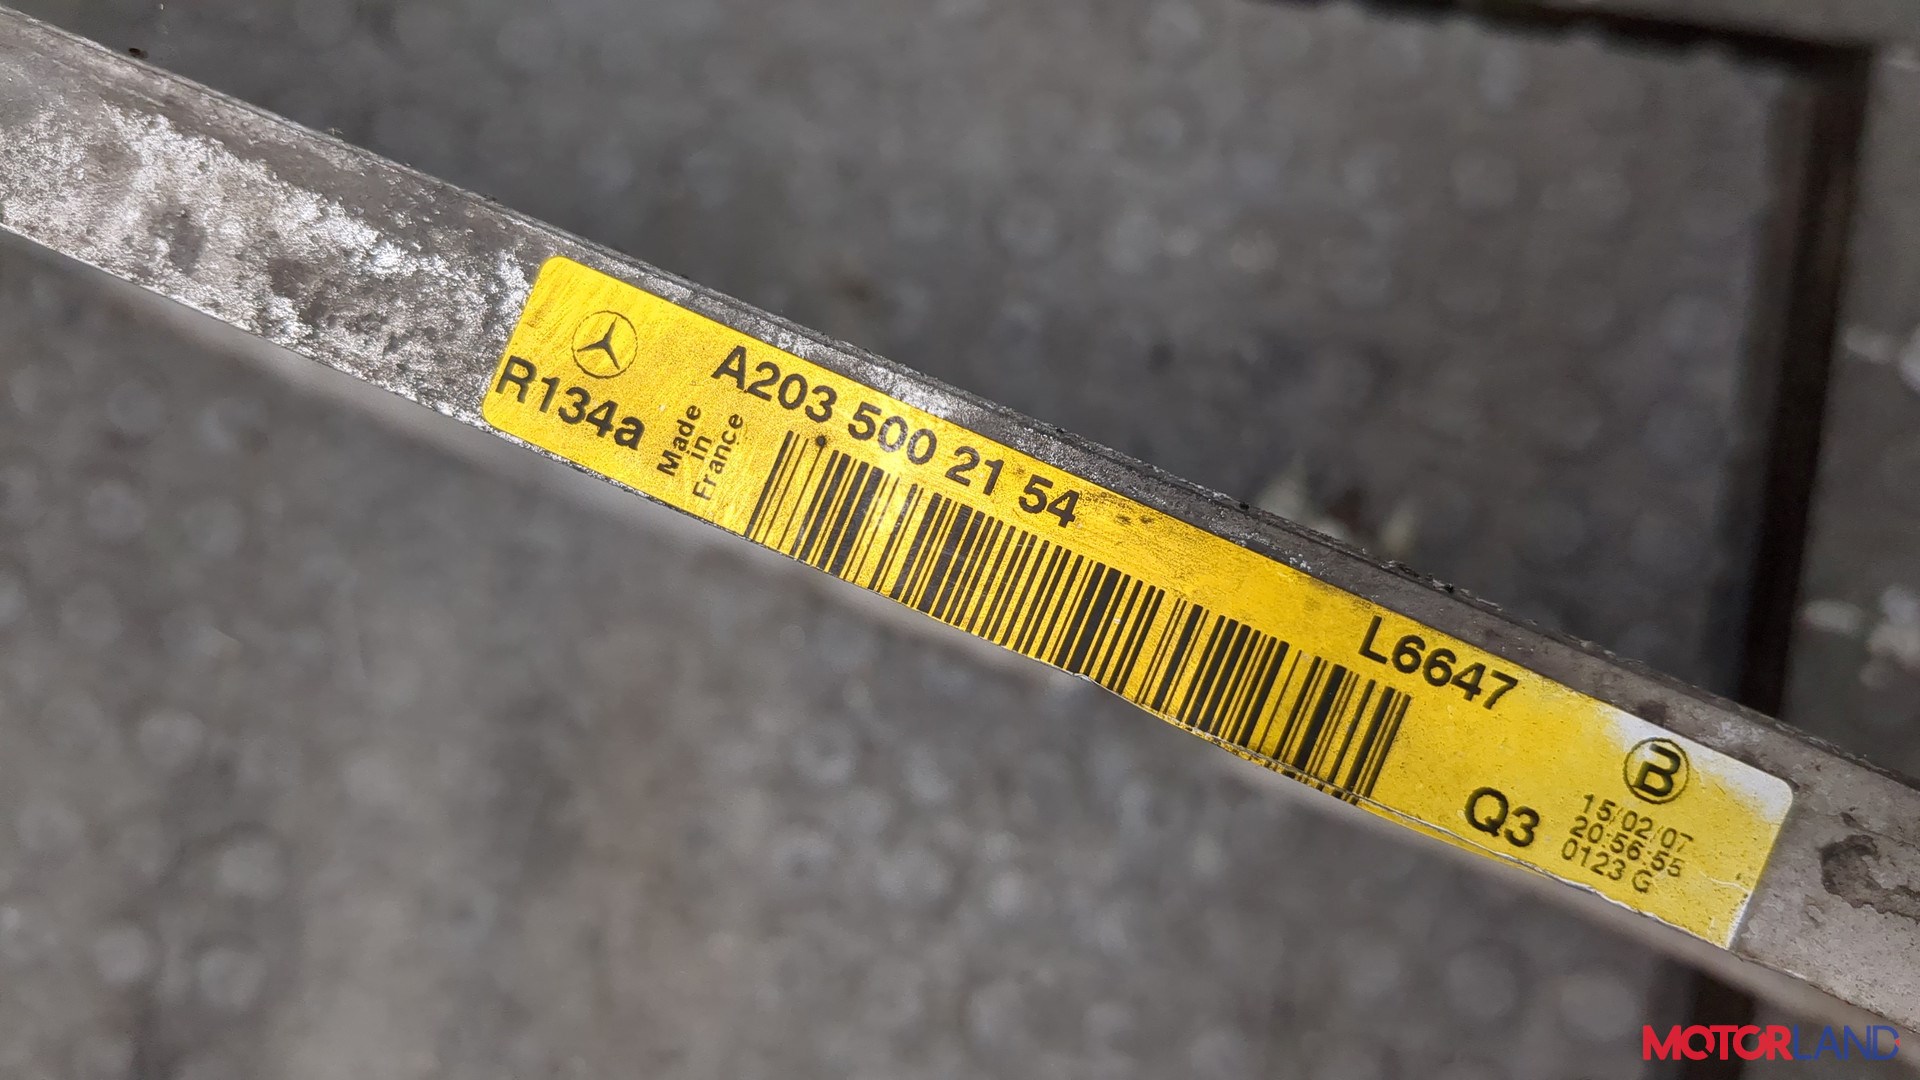 R134a
Made
in
France
A203 500 21 54
L6647
Q3
B
15/02/07
20:56:55
0123 G
MOTORLAND